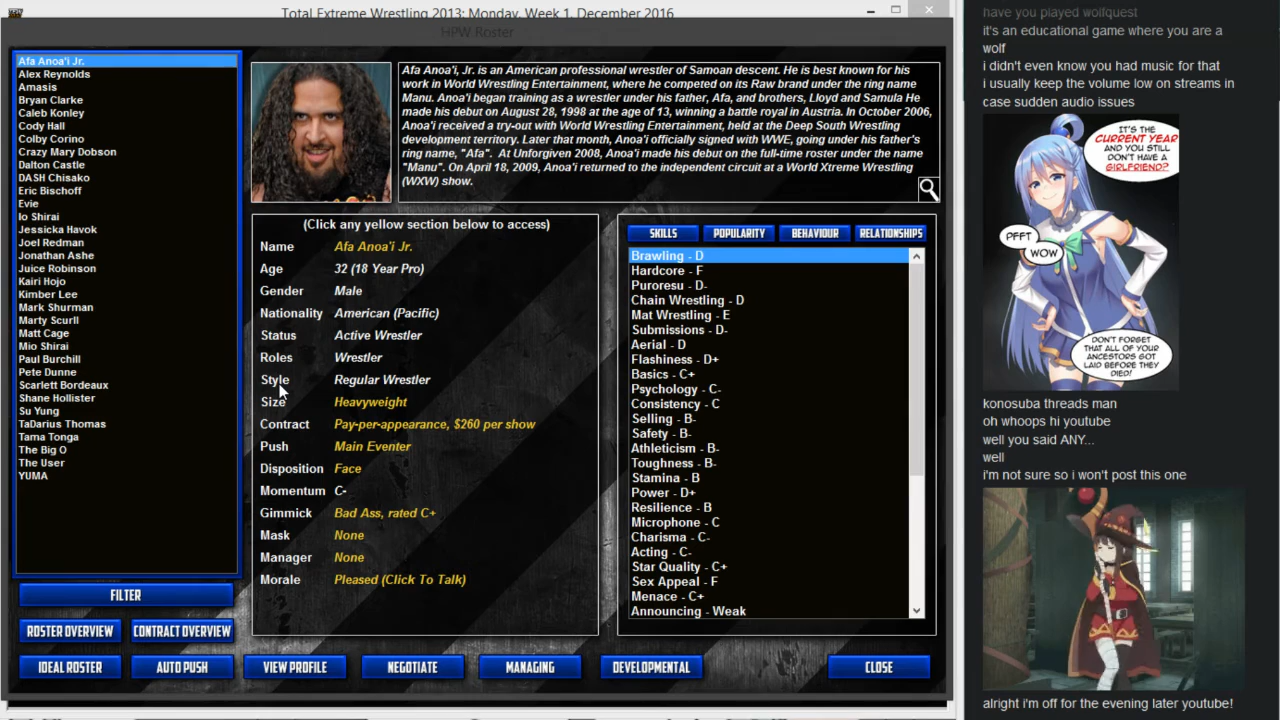 Total Extreme Wrestling 2013: Monday, Week 1, December 2016
HPW Roster
Afa Anoa'i Jr.
Alex Reynolds
Amasis
Bryan Clarke
Caleb Konley
Cody Hall
Colby Corino
Crazy Mary Dobson
Dalton Castle
DASH Chisako
Eric Bischoff
Evie
Io Shirai
Jessicka Havok
Joel Redman
Jonathan Ashe
Juice Robinson
Kairi Hojo
Kimber Lee
Mark Shurman
Marty Scurll
Matt Cage
Mio Shirai
Paul Burchill
Pete Dunne
Scarlett Bordeaux
Shane Hollister
Su Yung
TaDarius Thomas
Tama Tonga
The Big O
The User
YUMA
FILTER
ROSTER OVERVIEW
CONTRACT OVERVIEW
IDEAL ROSTER
AUTO PUSH
VIEW PROFILE
NEGOTIATE
MANAGING
DEVELOPMENTAL
CLOSE
Afa Anoa'i, Jr. is an American professional wrestler of Samoan descent. He is best known for his
work in World Wrestling Entertainment, where he competed on its Raw brand under the ring name
Manu. Anoa'i began training as a wrestler under his father, Afa, and brothers, Lloyd and Samula He
made his debut on August 28, 1998 at the age of 13, winning a battle royal in Austria. In October 2006,
Anoa'i received a try-out with World Wrestling Entertainment, held at the Deep South Wrestling
development territory. Later that month, Anoa'i officially signed with WWE, going under his father's
ring name, "Afa". At Unforgiven 2008, Anoa'i made his debut on the full-time roster under the name
"Manu". On April 18, 2009, Anoa'i returned to the independent circuit at a World Xtreme Wrestling
(WXW) show.
(Click any yellow section below to access)
Name Afa Anoa'i Jr.
Age 32 (18 Year Pro)
Gender Male
Nationality American (Pacific)
Status Active Wrestler
Roles Wrestler
Style Regular Wrestler
Size Heavyweight
Contract Pay-per-appearance, $260 per show
Push Main Eventer
Disposition Face
Momentum C-
Gimmick Bad Ass, rated C+
Mask None
Manager None
Morale Pleased (Click To Talk)
SKILLS POPULARITY BEHAVIOUR RELATIONSHIPS
Brawling - D
Hardcore - F
Puroresu - D-
Chain Wrestling - D
Mat Wrestling - E
Submissions - D-
Aerial - D
Flashiness - D+
Basics - C+
Psychology - C-
Consistency - C
Selling - B-
Safety - B-
Athleticism - B-
Toughness - B-
Stamina - B
Power - D+
Resilience - B
Microphone - C
Charisma - C-
Acting - C-
Star Quality - C+
Sex Appeal - F
Menace - C+
Announcing - Weak
have you played wolfquest
it's an educational game where you are a
wolf
i didn't even know you had music for that
i usually keep the volume low on streams in
case sudden audio issues
IT'S THE
CURRENT YEAR
AND YOU STILL
DON'T HAVE A
GIRLFRIEND?
PFFT
WOW
DON'T FORGET
THAT ALL OF YOUR
ANCESTORS GOT
LAID BEFORE THEY
DIED!
konosuba threads man
oh whoops hi youtube
well you said ANY...
well
i'm not sure so i won't post this one
alright i'm off for the evening later youtube!